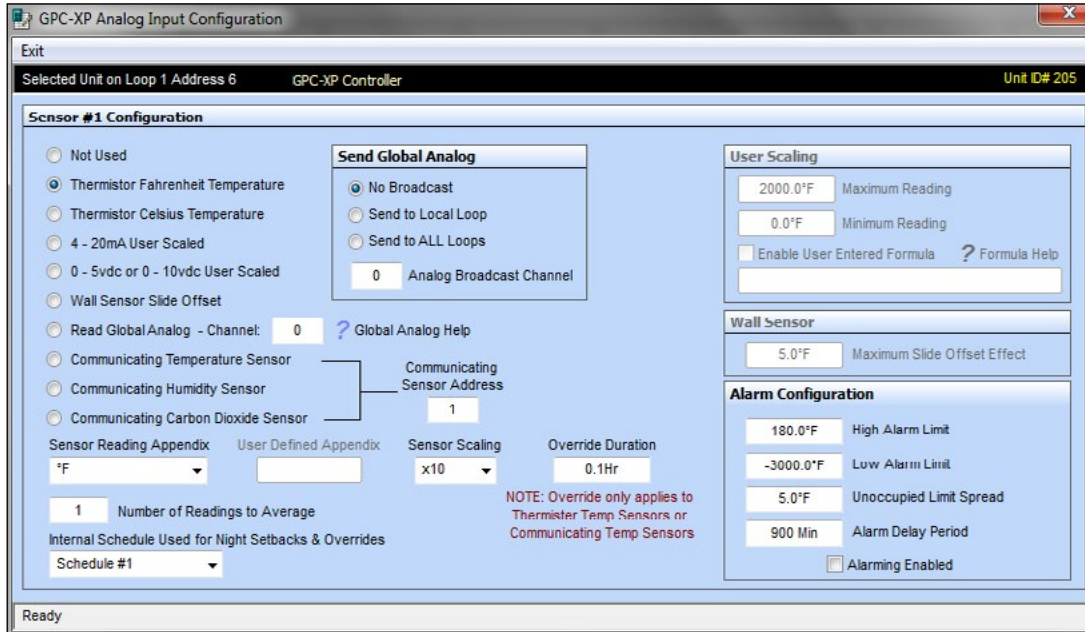 GPC-XP Analog Input Configuration
Exit
Selected Unit on Loop 1 Address 6 GPC-XP Controller Unit ID# 205
Sensor #1 Configuration
Not Used
Thermistor Fahrenheit Temperature
Thermistor Celsius Temperature
4 - 20mA User Scaled
0 - 5vdc or 0 - 10vdc User Scaled
Wall Sensor Slide Offset
Read Global Analog - Channel: 0 ? Global Analog Help
Communicating Temperature Sensor
Communicating Humidity Sensor
Communicating Carbon Dioxide Sensor
Communicating
Sensor Address
1
Send Global Analog
No Broadcast
Send to Local Loop
Send to ALL Loops
0 Analog Broadcast Channel
Sensor Reading Appendix
°F
User Defined Appendix
Sensor Scaling
x10
Override Duration
0.1Hr
NOTE: Override only applies to
Thermister Temp Sensors or
Communicating Temp Sensors
1 Number of Readings to Average
Internal Schedule Used for Night Setbacks & Overrides
Schedule #1
User Scaling
2000.0°F Maximum Reading
0.0°F Minimum Reading
Enable User Entered Formula ? Formula Help
Wall Sensor
5.0°F Maximum Slide Offset Effect
Alarm Configuration
180.0°F High Alarm Limit
-3000.0°F Low Alarm Limit
5.0°F Unoccupied Limit Spread
900 Min Alarm Delay Period
Alarming Enabled
Ready